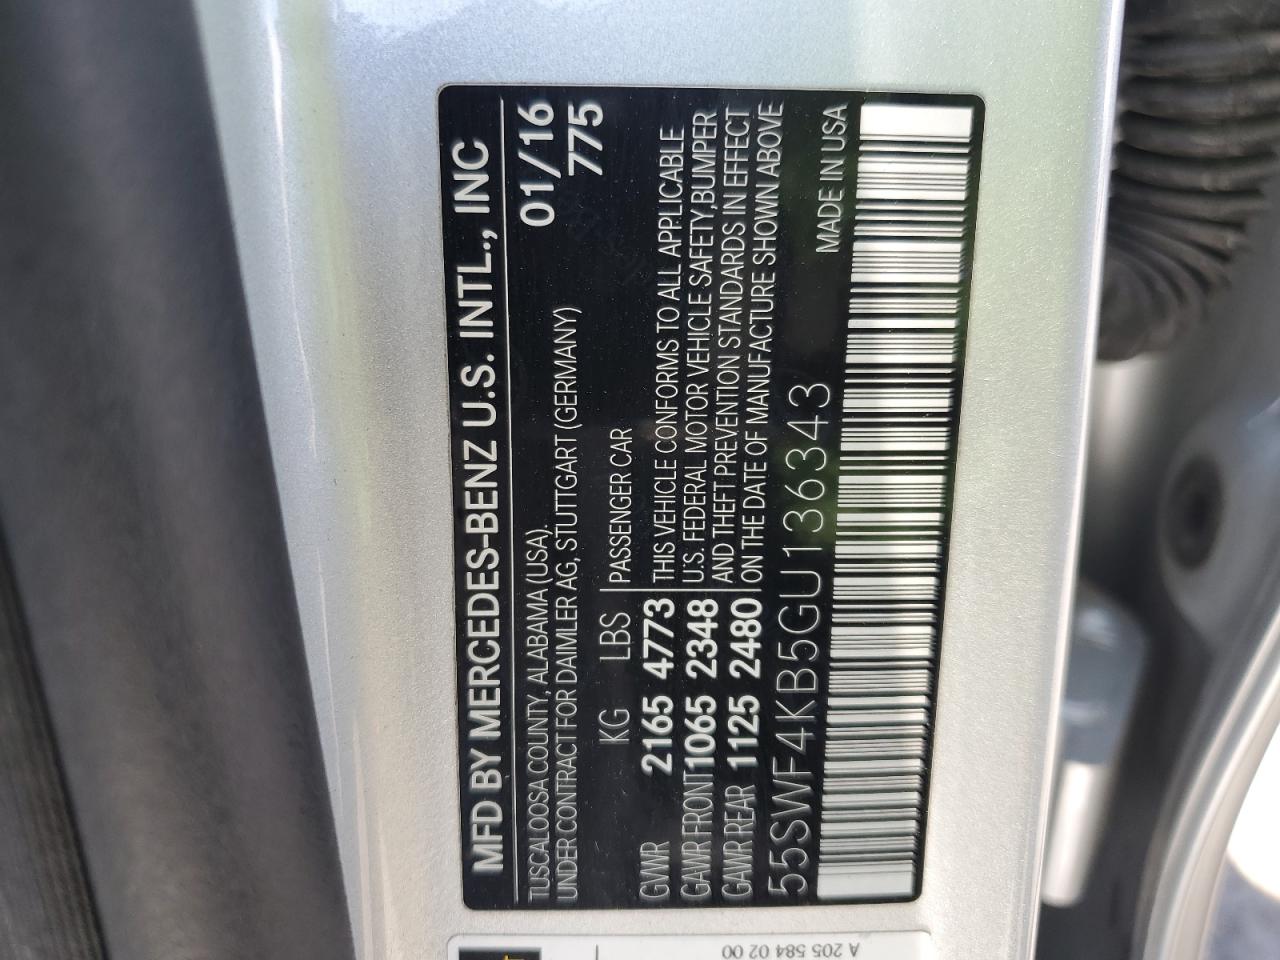 MFD BY MERCEDES-BENZ U.S. INTL., INC
TUSCALOOSA COUNTY, ALABAMA (USA). 01/16
UNDER CONTRACT FOR DAIMLER AG, STUTTGART (GERMANY) 775
KG LBS PASSENGER CAR
GVWR 2165 4773 THIS VEHICLE CONFORMS TO ALL APPLICABLE
GAWR FRONT 1065 2348 U.S. FEDERAL MOTOR VEHICLE SAFETY,BUMPER
GAWR REAR 1125 2480 AND THEFT PREVENTION STANDARDS IN EFFECT
ON THE DATE OF MANUFACTURE SHOWN ABOVE
55SWF4KB5GU136343 MADE IN USA
A 205 584 02 00